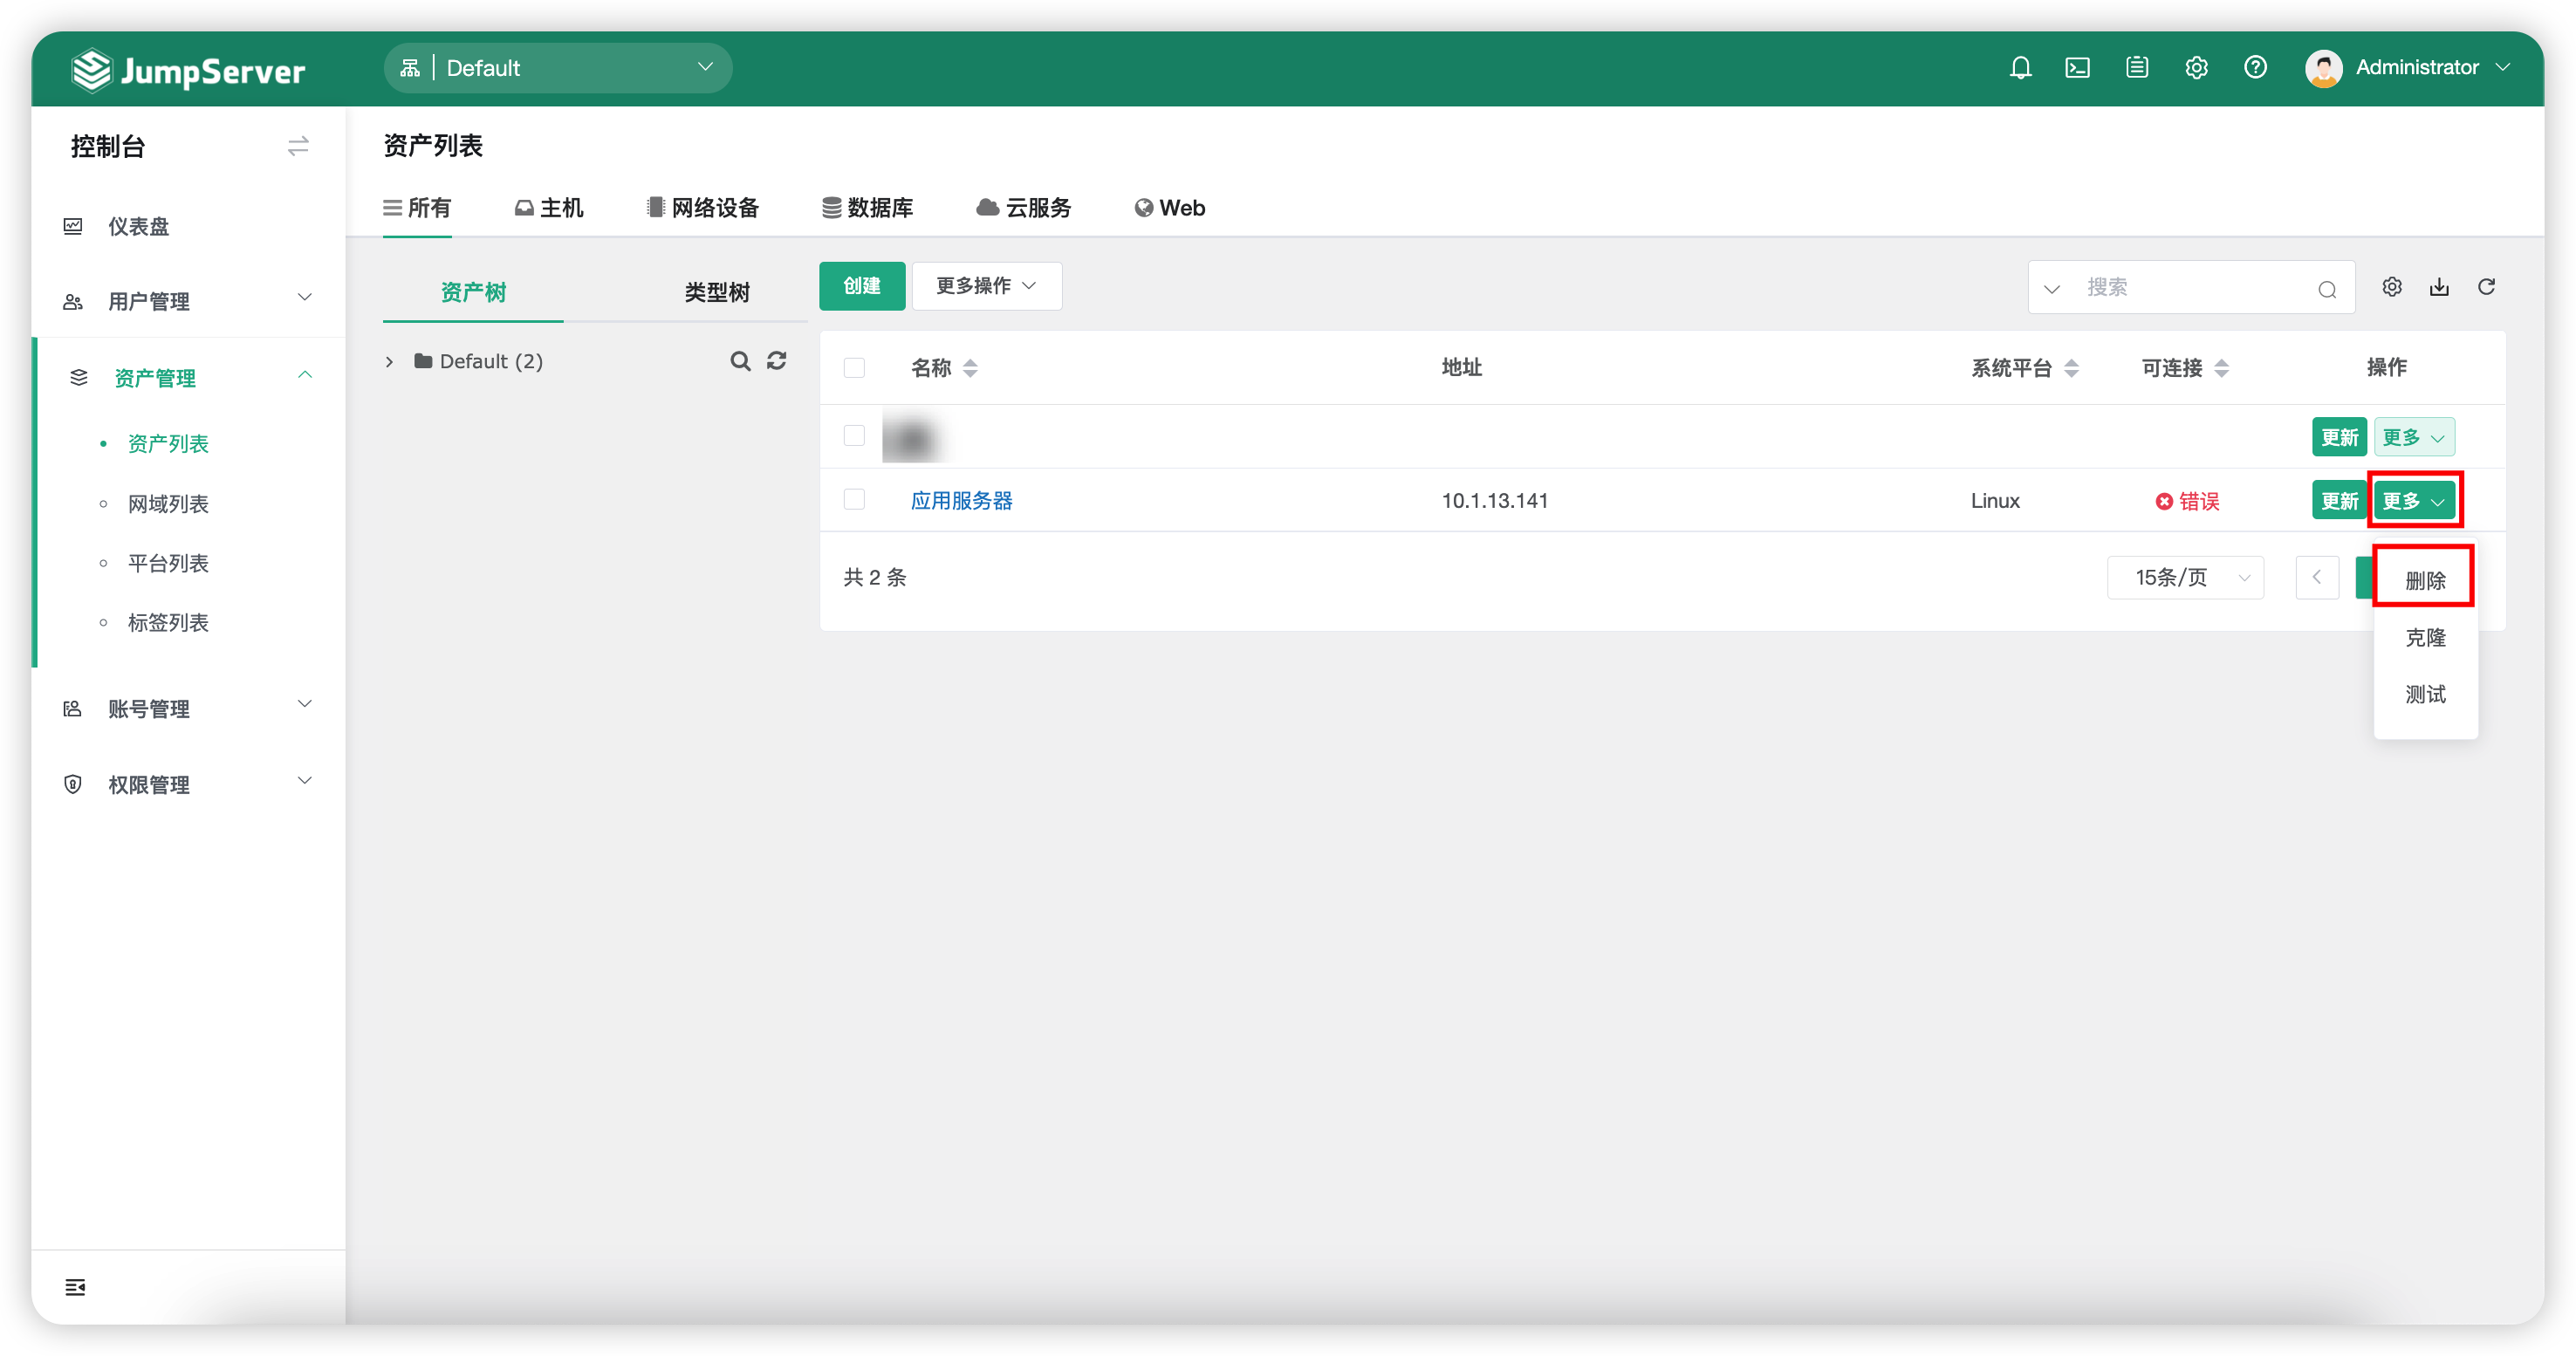 JumpServer
Default
Administrator
控制台
仪表盘
用户管理
资产管理
资产列表
网域列表
平台列表
标签列表
账号管理
权限管理
资产列表
所有 主机 网络设备 数据库 云服务 Web
资产树 类型树
Default (2)
创建 更多操作 搜索
名称 地址 系统平台 可连接 操作
更新 更多
应用服务器 10.1.13.141 Linux 错误 更新 更多
共 2 条 15条/页
删除
克隆
测试